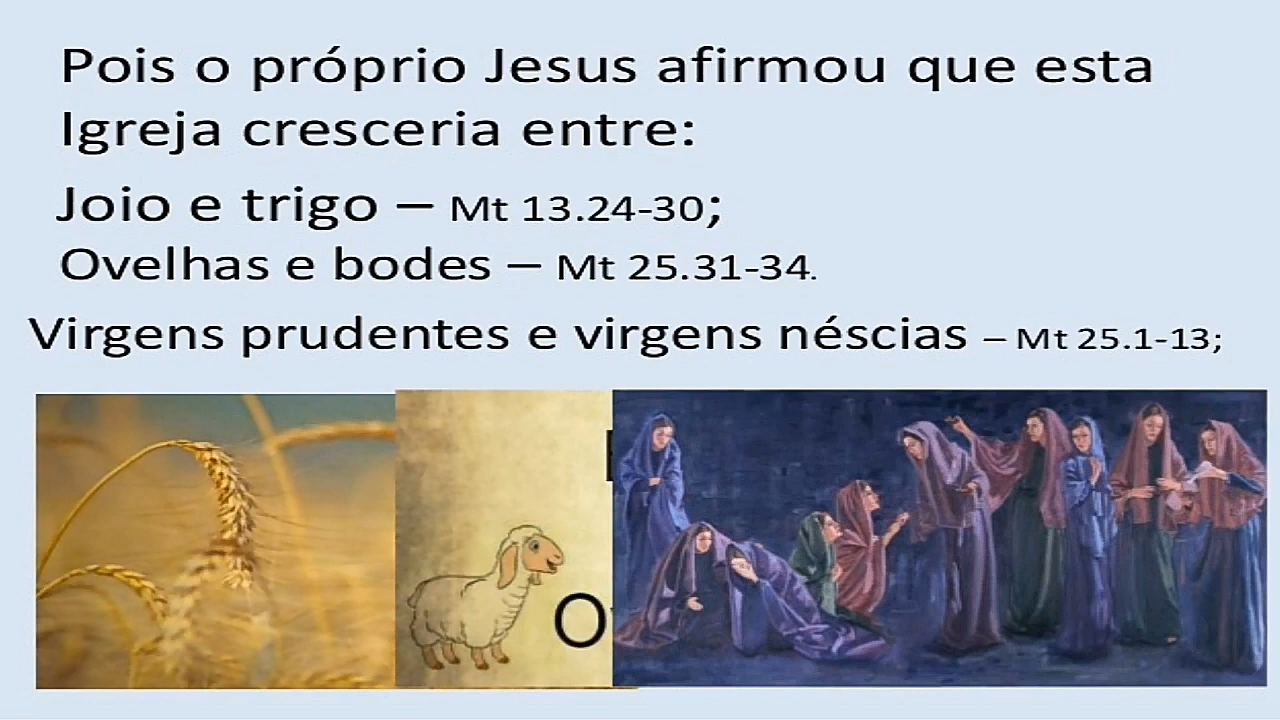 Pois o próprio Jesus afirmou que esta
Igreja cresceria entre:
Joio e trigo – Mt 13.24-30;
Ovelhas e bodes – Mt 25.31-34.
Virgens prudentes e virgens néscias – Mt 25.1-13;
O